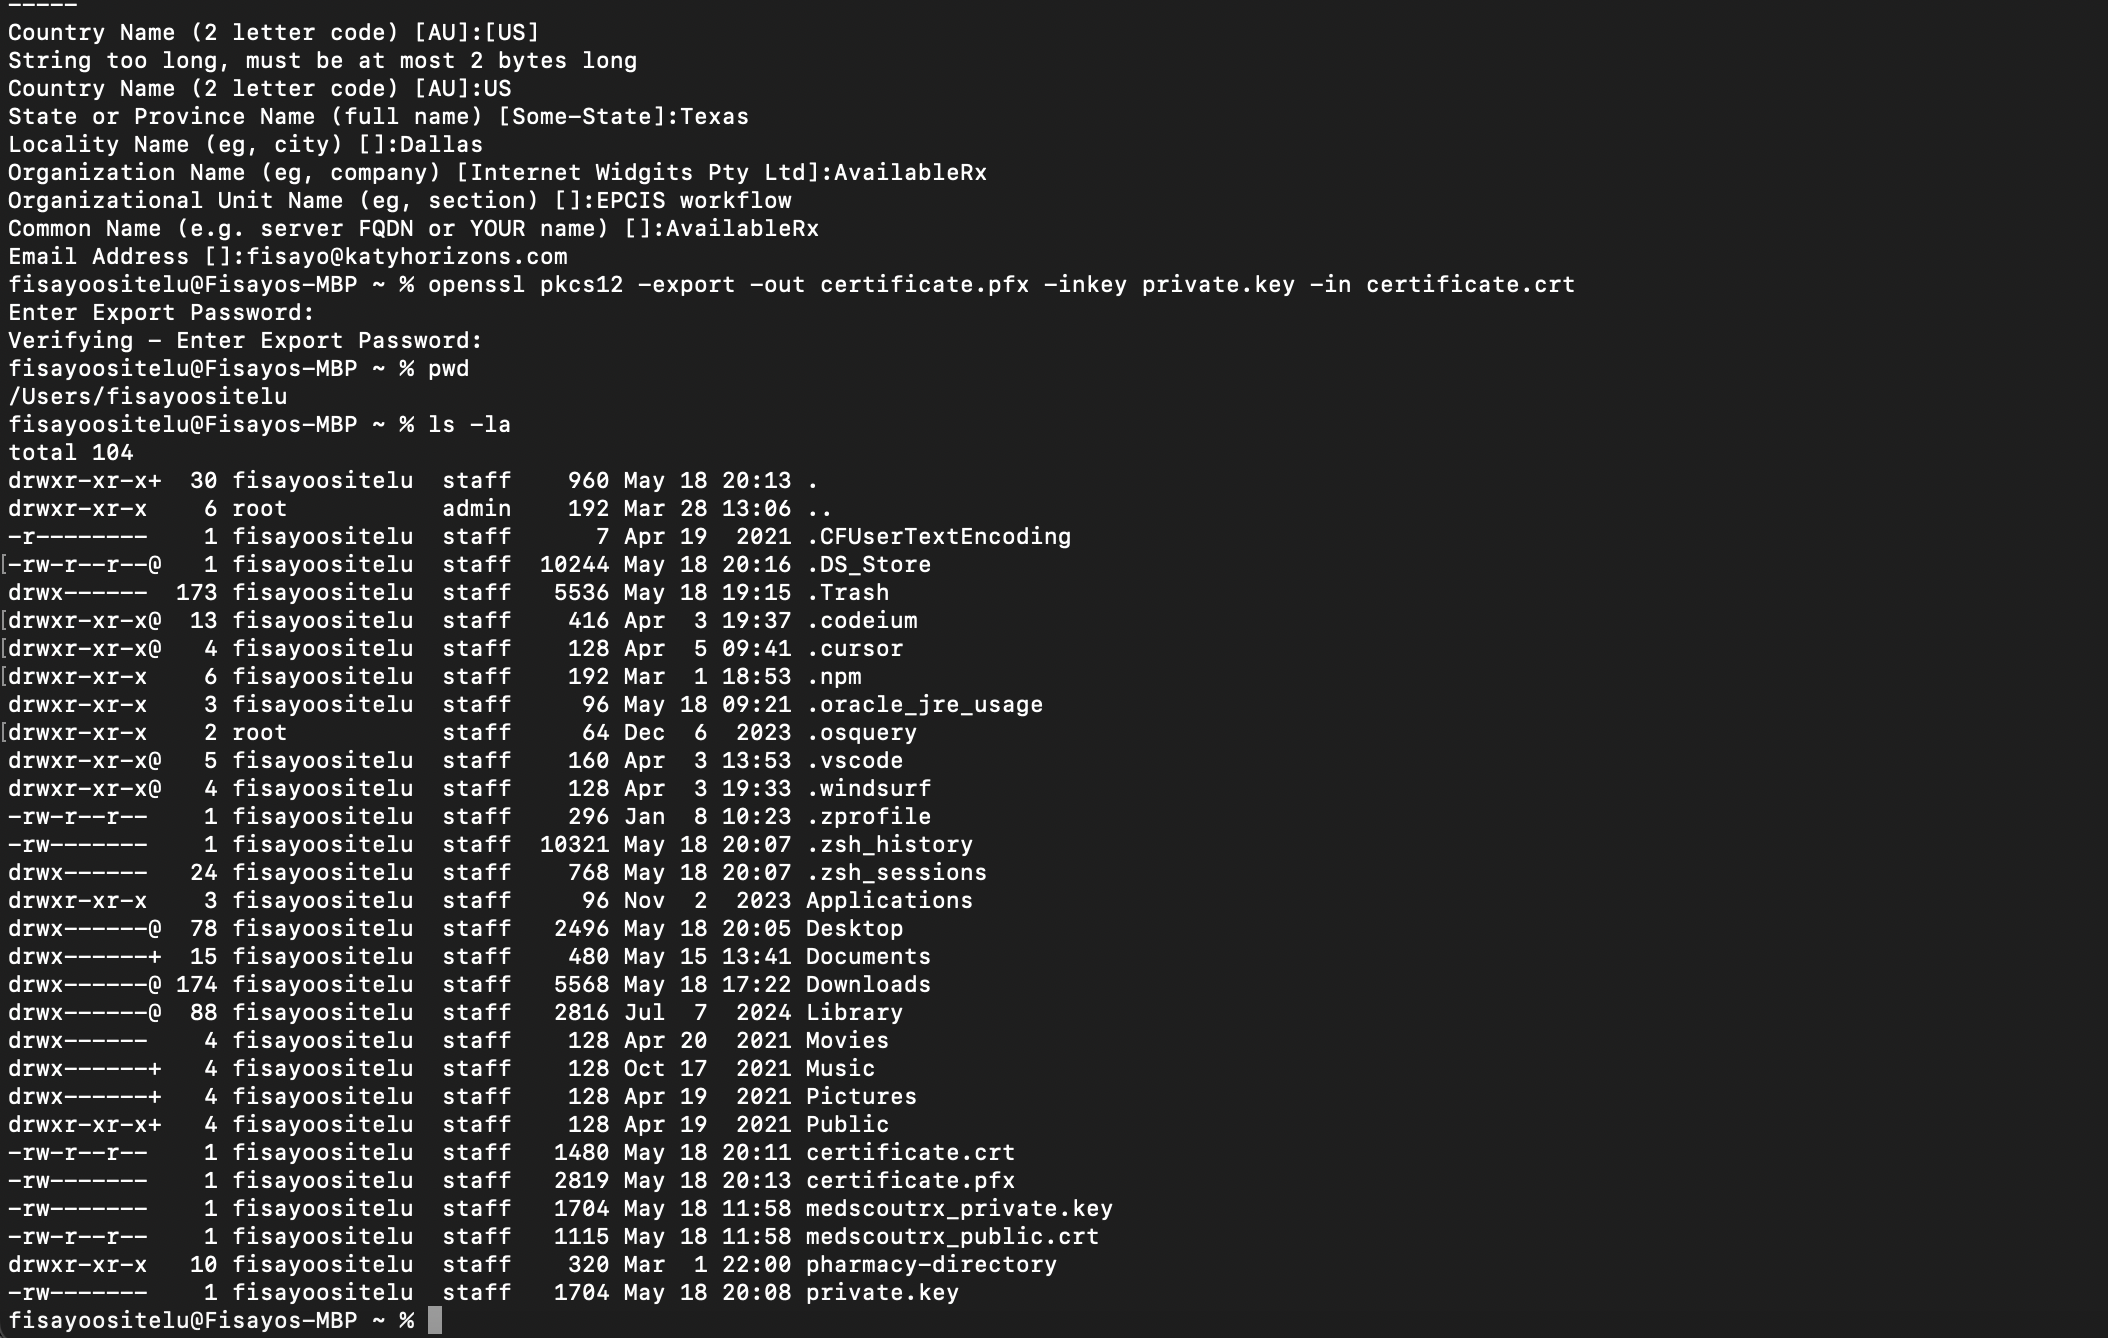 -----
Country Name (2 letter code) [AU]:[US]
String too long, must be at most 2 bytes long
Country Name (2 letter code) [AU]:US
State or Province Name (full name) [Some-State]:Texas
Locality Name (eg, city) []:Dallas
Organization Name (eg, company) [Internet Widgits Pty Ltd]:AvailableRx
Organizational Unit Name (eg, section) []:EPCIS workflow
Common Name (e.g. server FQDN or YOUR name) []:AvailableRx
Email Address []:fisayo@katyhorizons.com
fisayoositelu@Fisayos-MBP ~ % openssl pkcs12 -export -out certificate.pfx -inkey private.key -in certificate.crt
Enter Export Password:
Verifying - Enter Export Password:
fisayoositelu@Fisayos-MBP ~ % pwd
/Users/fisayoositelu
fisayoositelu@Fisayos-MBP ~ % ls -la
total 104
drwxr-xr-x+  30 fisayoositelu  staff    960 May 18 20:13 .
drwxr-xr-x    6 root           admin    192 Mar 28 13:06 ..
-r--------    1 fisayoositelu  staff      7 Apr 19  2021 .CFUserTextEncoding
-rw-r--r--@   1 fisayoositelu  staff  10244 May 18 20:16 .DS_Store
drwx------  173 fisayoositelu  staff   5536 May 18 19:15 .Trash
drwxr-xr-x@  13 fisayoositelu  staff    416 Apr  3 19:37 .codeium
drwxr-xr-x@   4 fisayoositelu  staff    128 Apr  5 09:41 .cursor
drwxr-xr-x    6 fisayoositelu  staff    192 Mar  1 18:53 .npm
drwxr-xr-x    3 fisayoositelu  staff     96 May 18 09:21 .oracle_jre_usage
drwxr-xr-x    2 root           staff     64 Dec  6  2023 .osquery
drwxr-xr-x@   5 fisayoositelu  staff    160 Apr  3 13:53 .vscode
drwxr-xr-x@   4 fisayoositelu  staff    128 Apr  3 19:33 .windsurf
-rw-r--r--    1 fisayoositelu  staff    296 Jan  8 10:23 .zprofile
-rw-------    1 fisayoositelu  staff  10321 May 18 20:07 .zsh_history
drwx------   24 fisayoositelu  staff    768 May 18 20:07 .zsh_sessions
drwxr-xr-x    3 fisayoositelu  staff     96 Nov  2  2023 Applications
drwx------@  78 fisayoositelu  staff   2496 May 18 20:05 Desktop
drwx------+  15 fisayoositelu  staff    480 May 15 13:41 Documents
drwx------@ 174 fisayoositelu  staff   5568 May 18 17:22 Downloads
drwx------@  88 fisayoositelu  staff   2816 Jul  7  2024 Library
drwx------    4 fisayoositelu  staff    128 Apr 20  2021 Movies
drwx------+   4 fisayoositelu  staff    128 Oct 17  2021 Music
drwx------+   4 fisayoositelu  staff    128 Apr 19  2021 Pictures
drwxr-xr-x+   4 fisayoositelu  staff    128 Apr 19  2021 Public
-rw-r--r--    1 fisayoositelu  staff   1480 May 18 20:11 certificate.crt
-rw-------    1 fisayoositelu  staff   2819 May 18 20:13 certificate.pfx
-rw-------    1 fisayoositelu  staff   1704 May 18 11:58 medscoutrx_private.key
-rw-r--r--    1 fisayoositelu  staff   1115 May 18 11:58 medscoutrx_public.crt
drwxr-xr-x   10 fisayoositelu  staff    320 Mar  1 22:00 pharmacy-directory
-rw-------    1 fisayoositelu  staff   1704 May 18 20:08 private.key
fisayoositelu@Fisayos-MBP ~ %